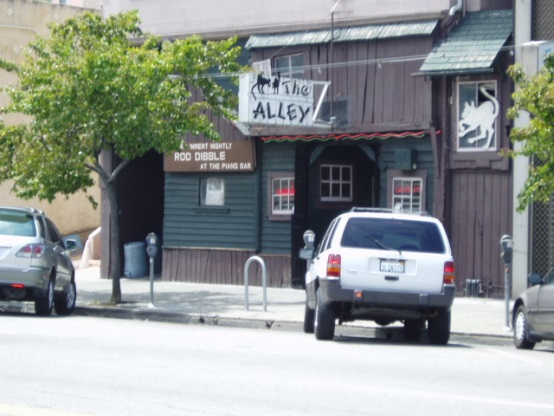 The
ALLEY
NIGHTLY
ROD DIBBLE
AT THE PIANO BAR